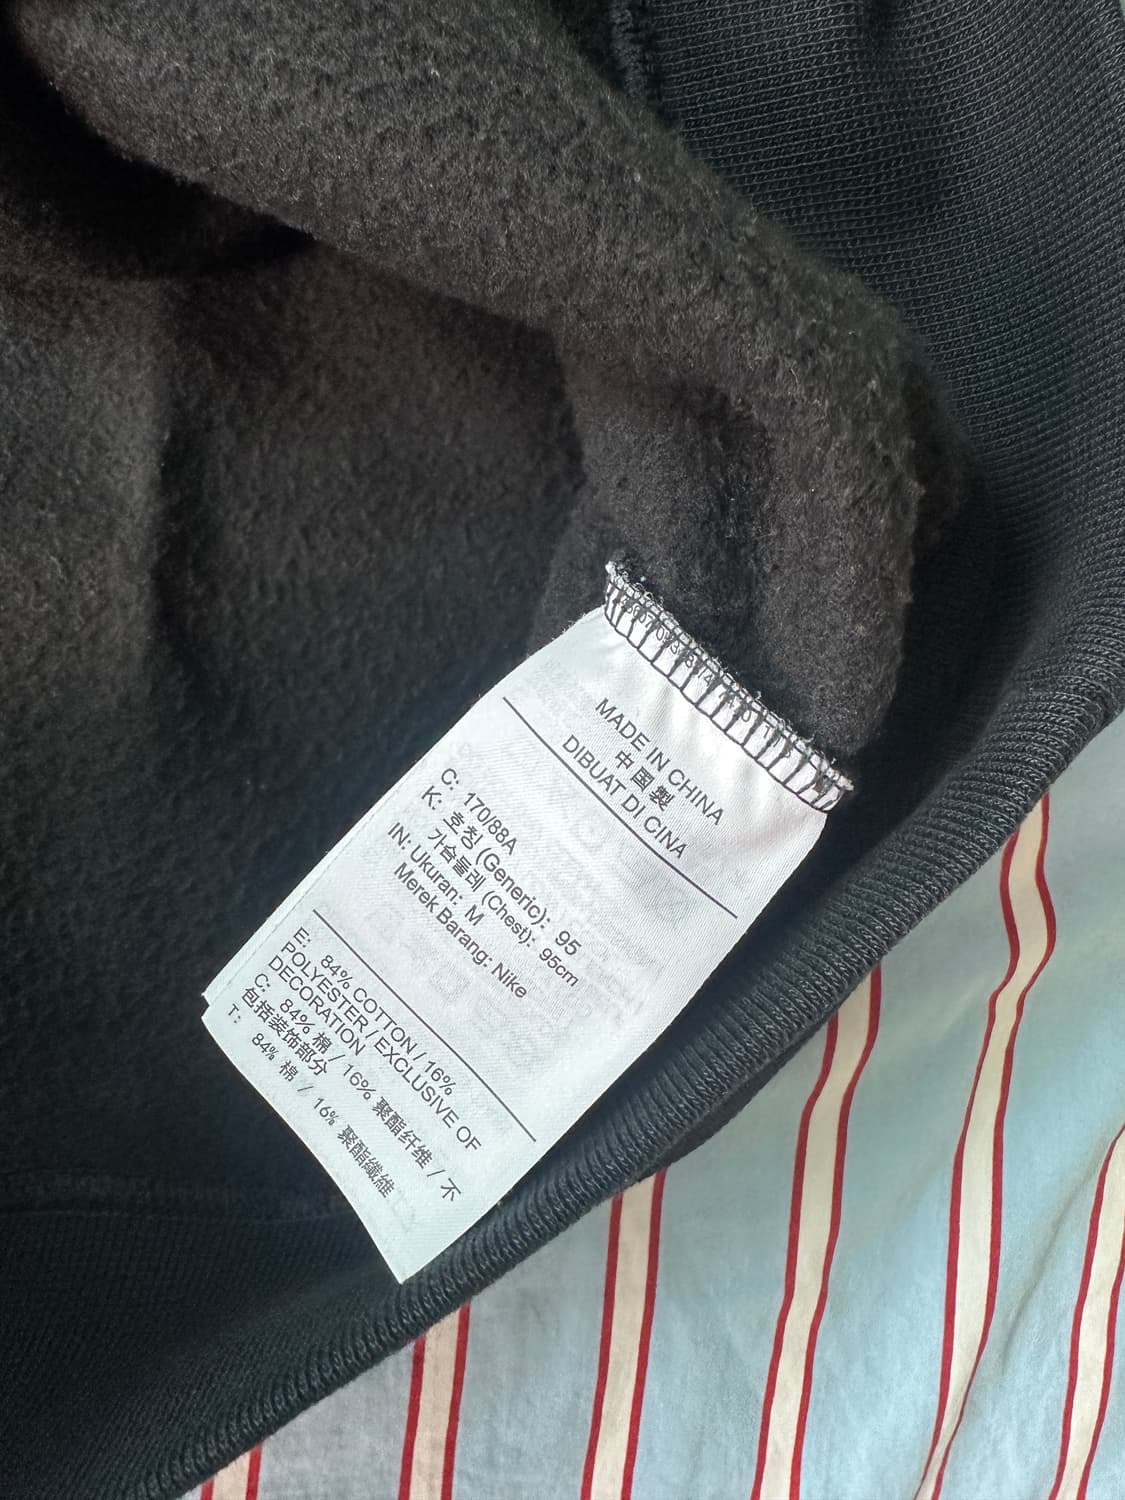 MADE IN CHINA
中国製
DIBUAT DI CINA
C: 170/88A
K: 호칭 (Generic): 95
가슴둘레 (Chest): 95cm
IN: Ukuran: M
Merek Barang: Nike
E: 84% COTTON / 16%
POLYESTER / EXCLUSIVE OF
DECORATION
C: 84% 棉 / 16% 聚酯纤维 / 不
包括装饰部分
T: 84% 棉 / 16% 聚酯纖維